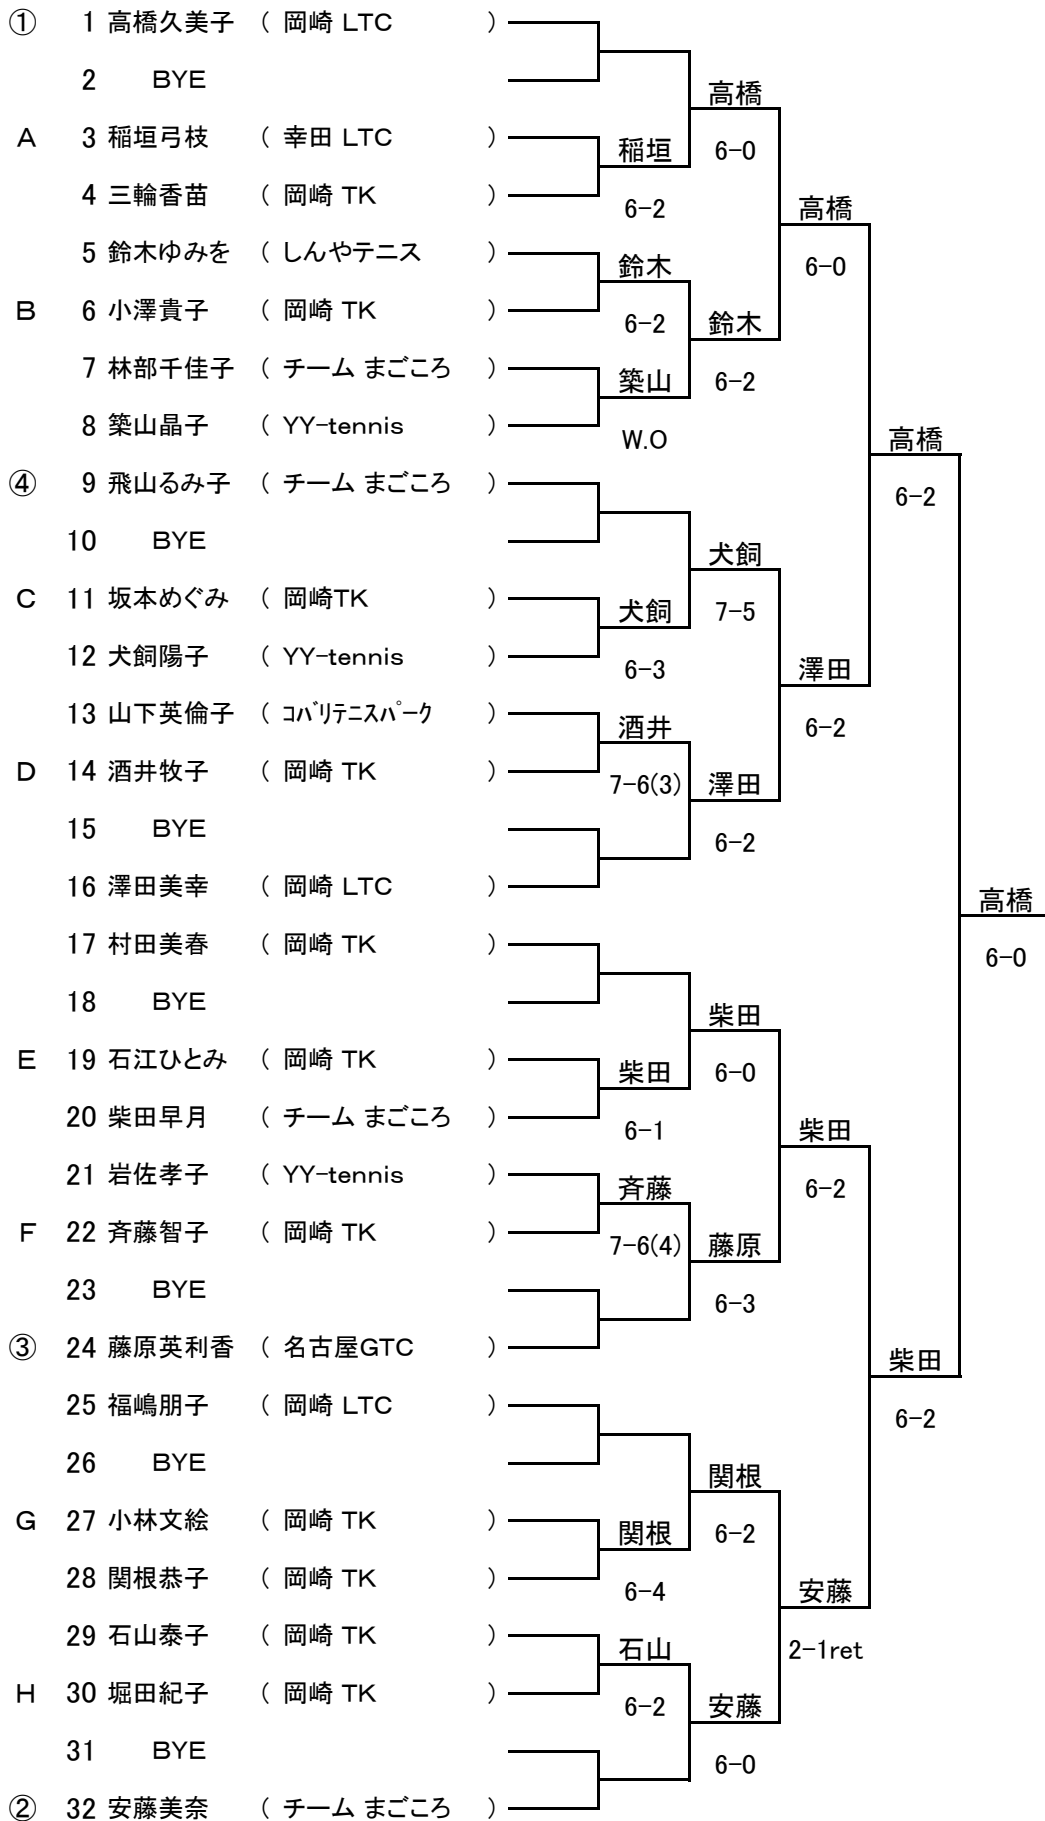 ① 1 高橋久美子 ( 岡崎 LTC )
2 BYE
高橋
A 3 稲垣弓枝 ( 幸田 LTC ) 稲垣 6-0
4 三輪香苗 ( 岡崎 TK ) 6-2 高橋
5 鈴木ゆみを ( しんやテニス ) 鈴木 6-0
B 6 小澤貴子 ( 岡崎 TK ) 6-2 鈴木
7 林部千佳子 ( チーム まごころ ) 築山 6-2
8 築山晶子 ( YY-tennis ) W.O 高橋
④ 9 飛山るみ子 ( チーム まごころ ) 6-2
10 BYE 犬飼
C 11 坂本めぐみ ( 岡崎TK ) 犬飼 7-5
12 犬飼陽子 ( YY-tennis ) 6-3 澤田
13 山下英倫子 ( コバリテニスパーク ) 酒井 6-2
D 14 酒井牧子 ( 岡崎 TK ) 7-6(3) 澤田
15 BYE 6-2
16 澤田美幸 ( 岡崎 LTC ) 高橋
17 村田美春 ( 岡崎 TK ) 6-0
18 BYE 柴田
E 19 石江ひとみ ( 岡崎 TK ) 柴田 6-0
20 柴田早月 ( チーム まごころ ) 6-1 柴田
21 岩佐孝子 ( YY-tennis ) 斉藤 6-2
F 22 斉藤智子 ( 岡崎 TK ) 7-6(4) 藤原
23 BYE 6-3
③ 24 藤原英利香 ( 名古屋GTC ) 柴田
25 福嶋朋子 ( 岡崎 LTC ) 6-2
26 BYE 関根
G 27 小林文絵 ( 岡崎 TK ) 関根 6-2
28 関根恭子 ( 岡崎 TK ) 6-4 安藤
29 石山泰子 ( 岡崎 TK ) 石山 2-1ret
H 30 堀田紀子 ( 岡崎 TK ) 6-2 安藤
31 BYE 6-0
② 32 安藤美奈 ( チーム まごころ )